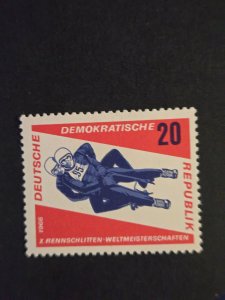 DEUTSCHE
DEMOKRATISCHE
REPUBLIK
20
1966
X. RENNSCHLITTEN-WELTMEISTERSCHAFTEN